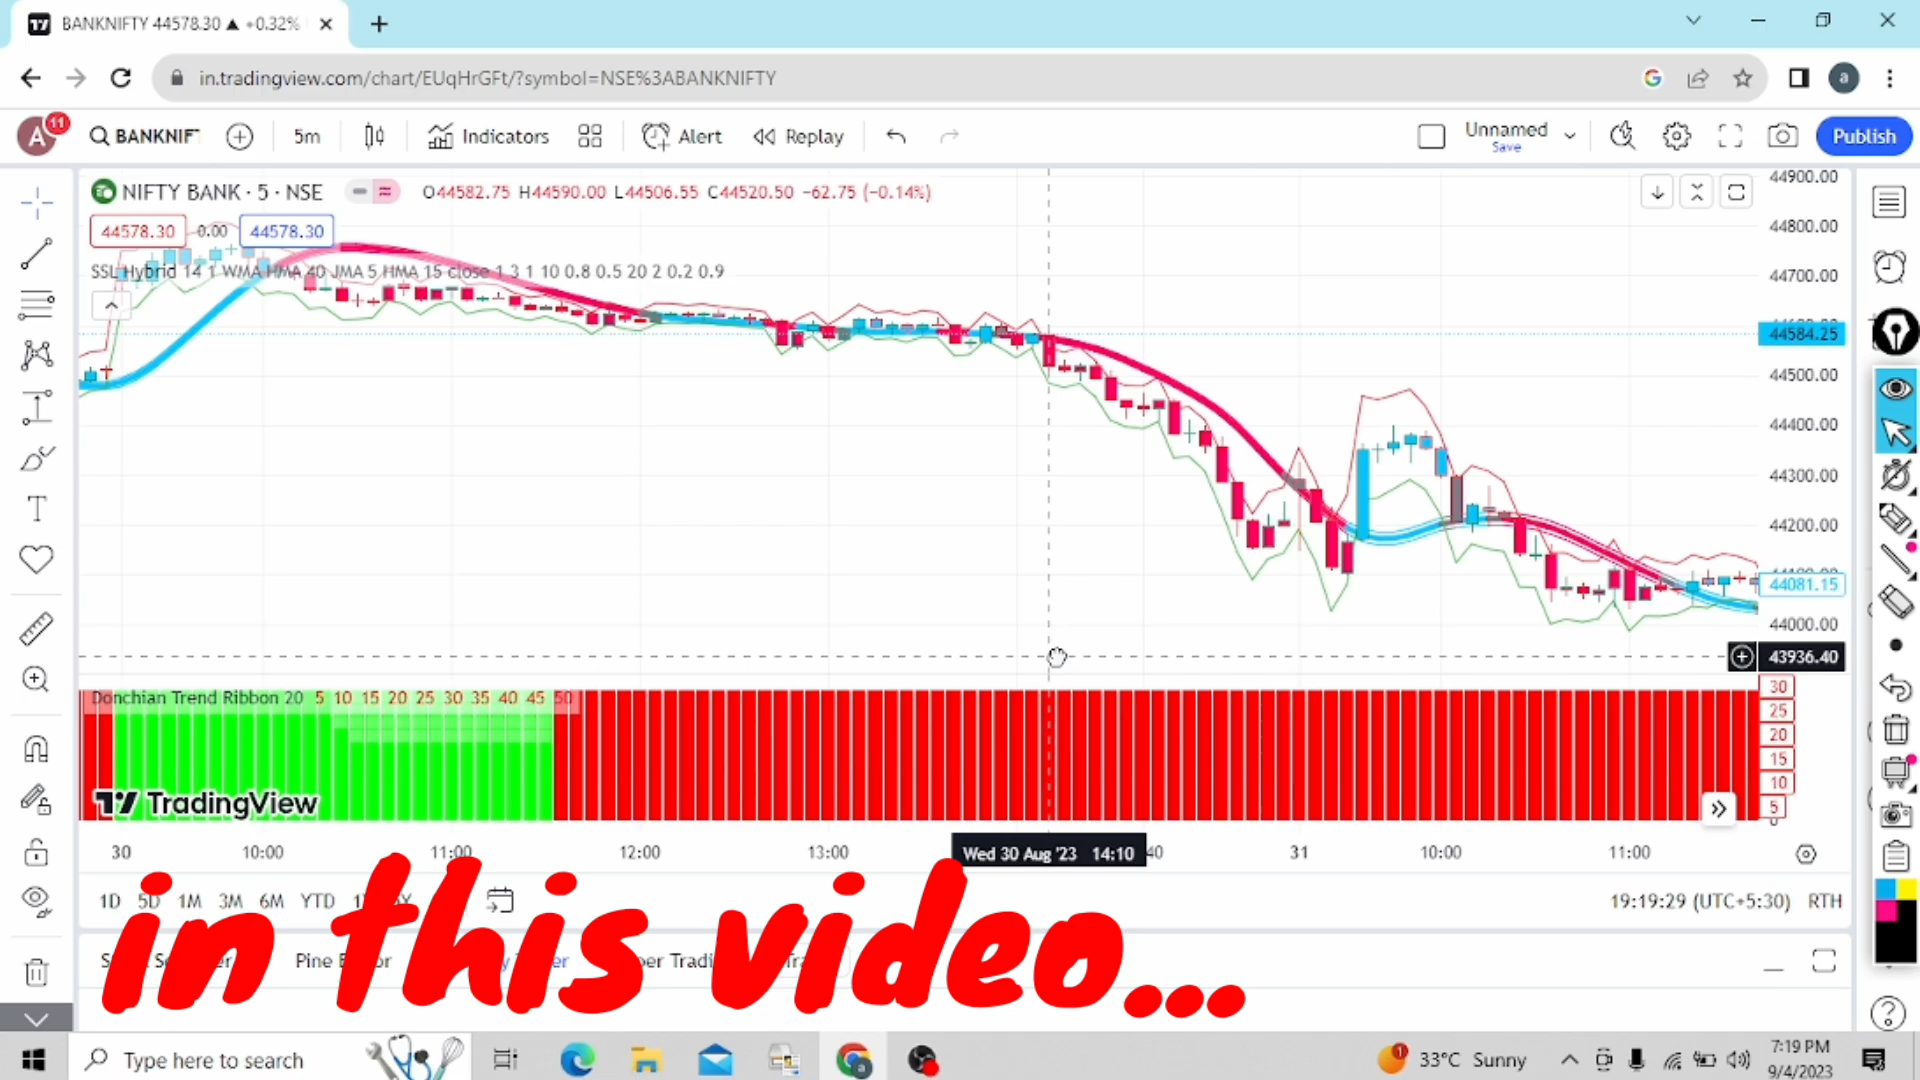 BANKNIFTY 44578.30 ▲ +0.32%
in.tradingview.com/chart/EUqHrGFt/?symbol=NSE%3ABANKNIFTY
a
A 11
BANKNIF
5m
Indicators
Alert
Replay
Unnamed
Save
Publish
NIFTY BANK · 5 · NSE
O44582.75 H44590.00 L44506.55 C44520.50 −62.75 (−0.14%)
44578.30 0.00 44578.30
SSL Hybrid 14 1 WMA HMA 40 JMA 5 HMA 15 close 1 3 1 10 0.8 0.5 20 2 0.2 0.9
44900.00
44800.00
44700.00
44584.25
44500.00
44400.00
44300.00
44200.00
44081.15
44000.00
43936.40
Donchian Trend Ribbon 20 5 10 15 20 25 30 35 40 45 50
30
25
20
15
10
5
TradingView
30 10:00 11:00 12:00 13:00 Wed 30 Aug '23 14:10 40 31 10:00 11:00
1D 5D 1M 3M 6M YTD
19:19:29 (UTC+5:30) RTH
in this video...
Type here to search
1
33°C Sunny
7:19 PM
9/4/2023